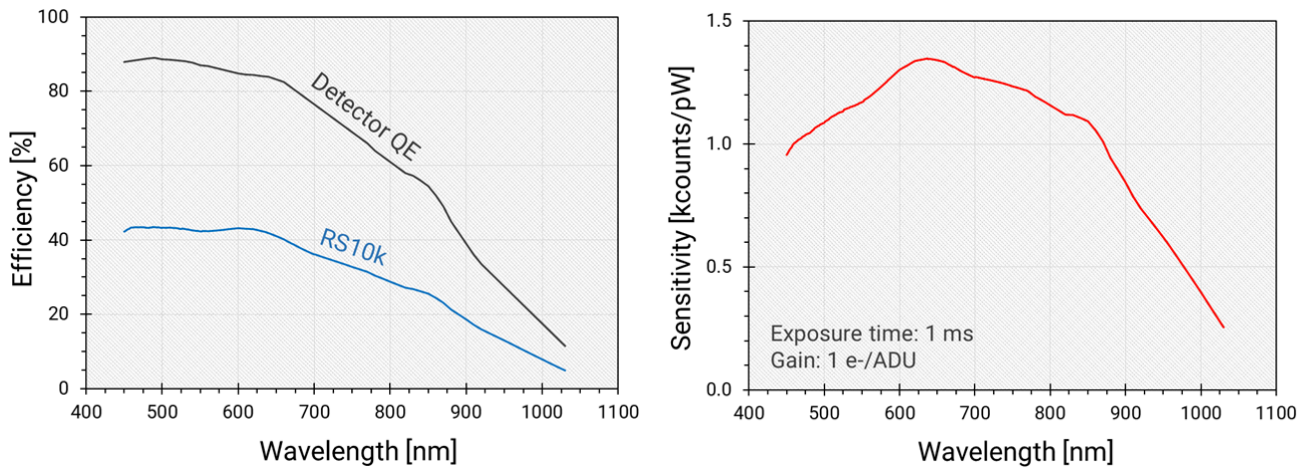 100
80
60
40
20
0
Efficiency [%]
Detector QE
RS10k
400 500 600 700 800 900 1000 1100
Wavelength [nm]
1.5
1.0
0.5
0.0
Sensitivity [kcounts/pW]
Exposure time: 1 ms
Gain: 1 e-/ADU
400 500 600 700 800 900 1000 1100
Wavelength [nm]